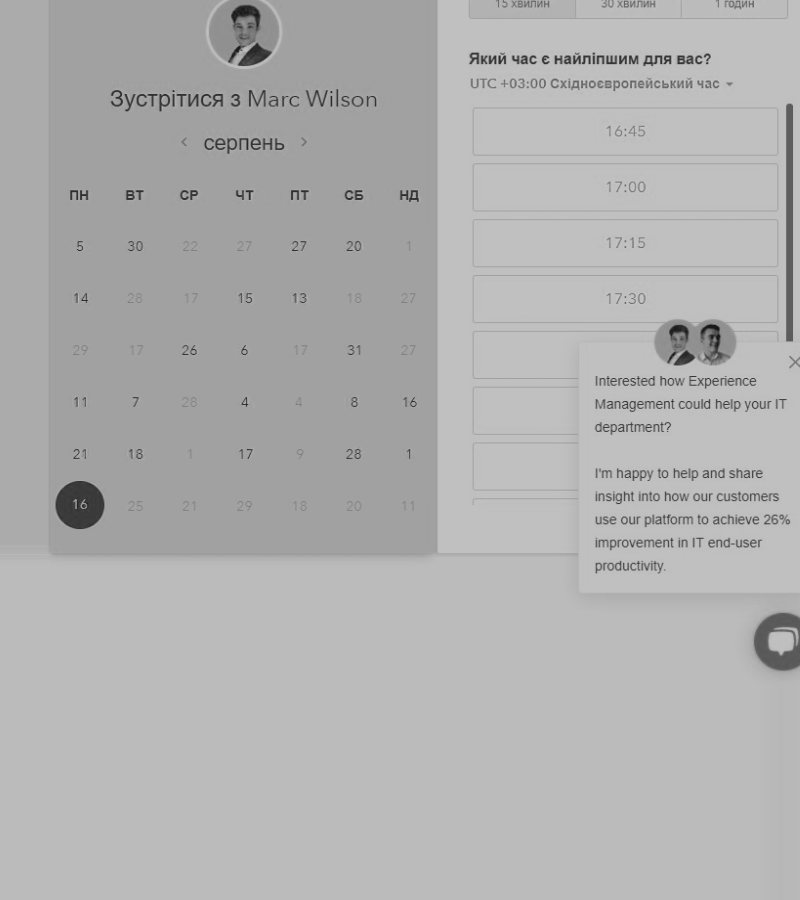 15 хвилин
30 хвилин
1 годин
Зустрітися з Marc Wilson
серпень
ПН ВТ СР ЧТ ПТ СБ НД
5 30 22 27 27 20 1
14 28 17 15 13 18 27
29 17 26 6 17 31 27
11 7 28 4 4 8 16
21 18 1 17 9 28 1
16 25 21 29 18 20 11
Який час є найліпшим для вас?
UTC +03:00 Східноєвропейський час
16:45
17:00
17:15
17:30
Interested how Experience
Management could help your IT
department?
I'm happy to help and share
insight into how our customers
use our platform to achieve 26%
improvement in IT end-user
productivity.